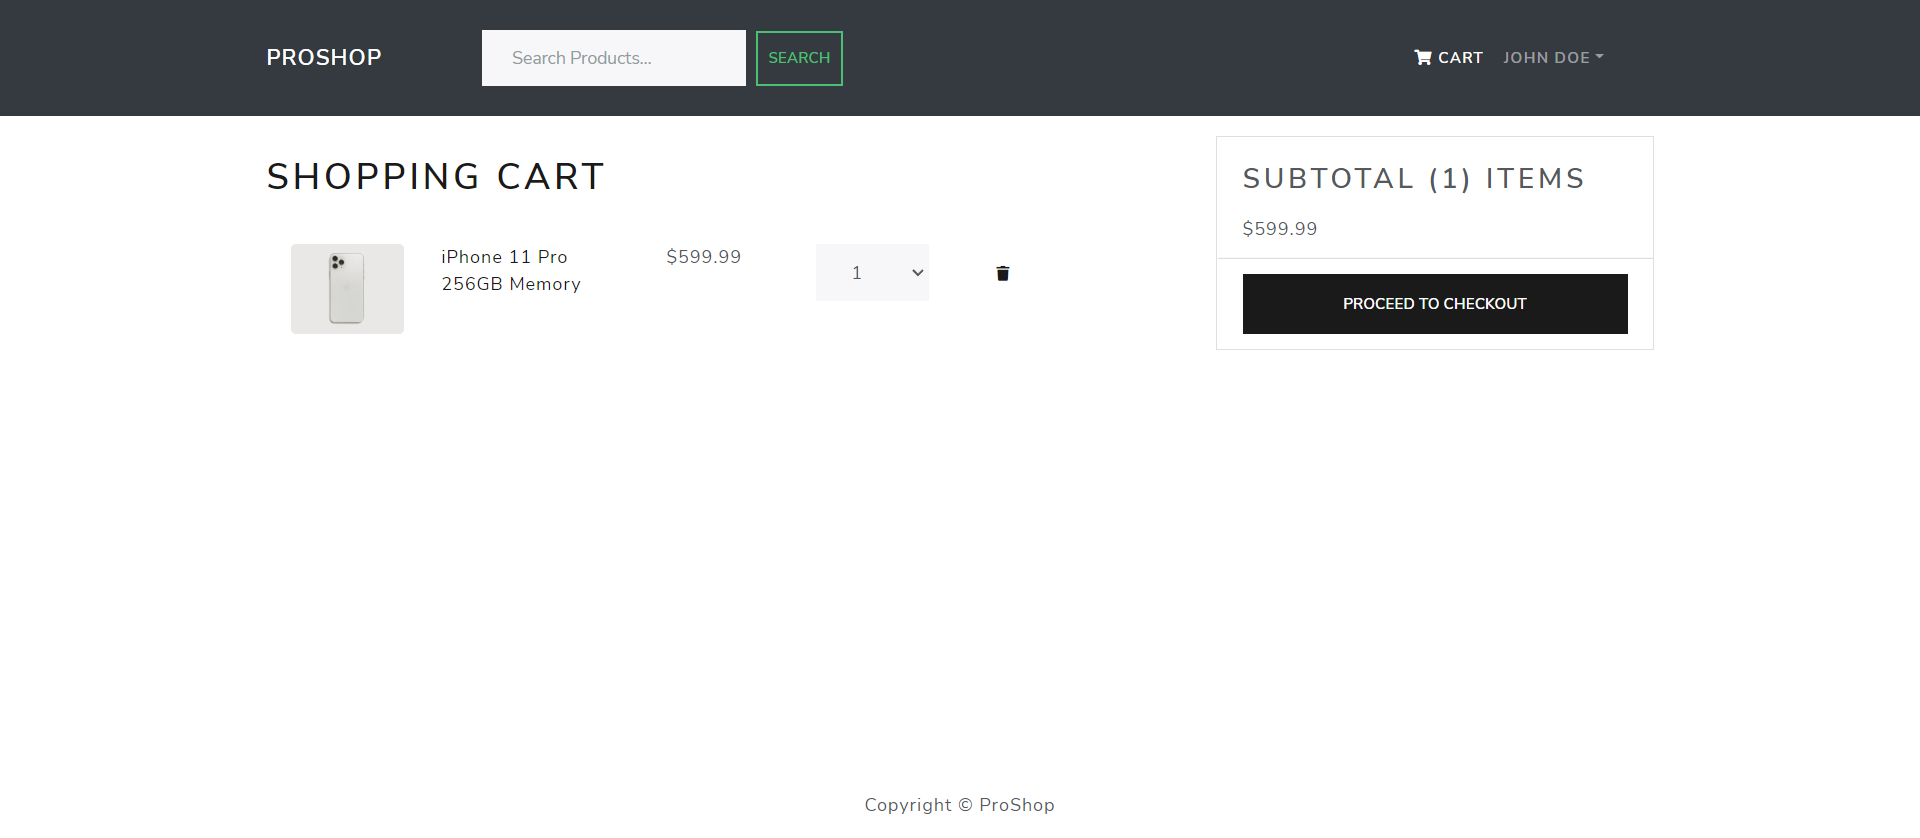 PROSHOP
Search Products...
SEARCH
CART
JOHN DOE
SHOPPING CART
iPhone 11 Pro
256GB Memory
$599.99
1
SUBTOTAL (1) ITEMS
$599.99
PROCEED TO CHECKOUT
Copyright © ProShop